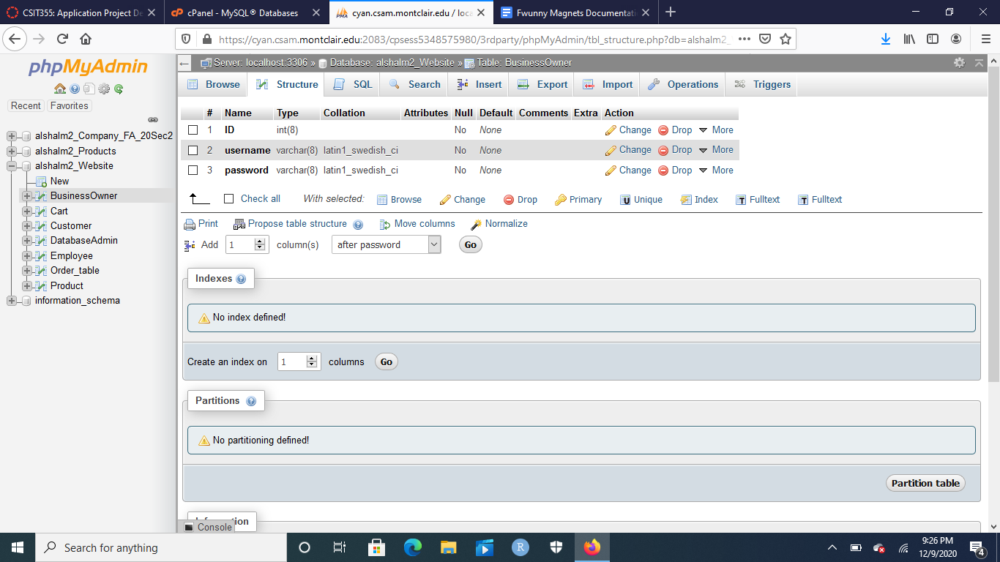 CSIT355: Application Project De
cPanel - MySQL® Databases
cyan.csam.montclair.edu / loca
Fwunny Magnets Documentati
https://cyan.csam.montclair.edu:2083/cpsess5348575980/3rdparty/phpMyAdmin/tbl_structure.php?db=alshalm2_
phpMyAdmin
Recent Favorites
alshalm2_Company_FA_20Sec2
alshalm2_Products
alshalm2_Website
New
BusinessOwner
Cart
Customer
DatabaseAdmin
Employee
Order_table
Product
information_schema
Server: localhost:3306 » Database: alshalm2_Website » Table: BusinessOwner
Browse Structure SQL Search Insert Export Import Operations Triggers
# Name Type Collation Attributes Null Default Comments Extra Action
1 ID int(8) No None Change Drop More
2 username varchar(8) latin1_swedish_ci No None Change Drop More
3 password varchar(8) latin1_swedish_ci No None Change Drop More
Check all With selected: Browse Change Drop Primary Unique Index Fulltext Fulltext
Print Propose table structure Move columns Normalize
Add 1 column(s) after password Go
Indexes
No index defined!
Create an index on 1 columns Go
Partitions
No partitioning defined!
Partition table
Information
Console
Search for anything
9:26 PM
12/9/2020
4